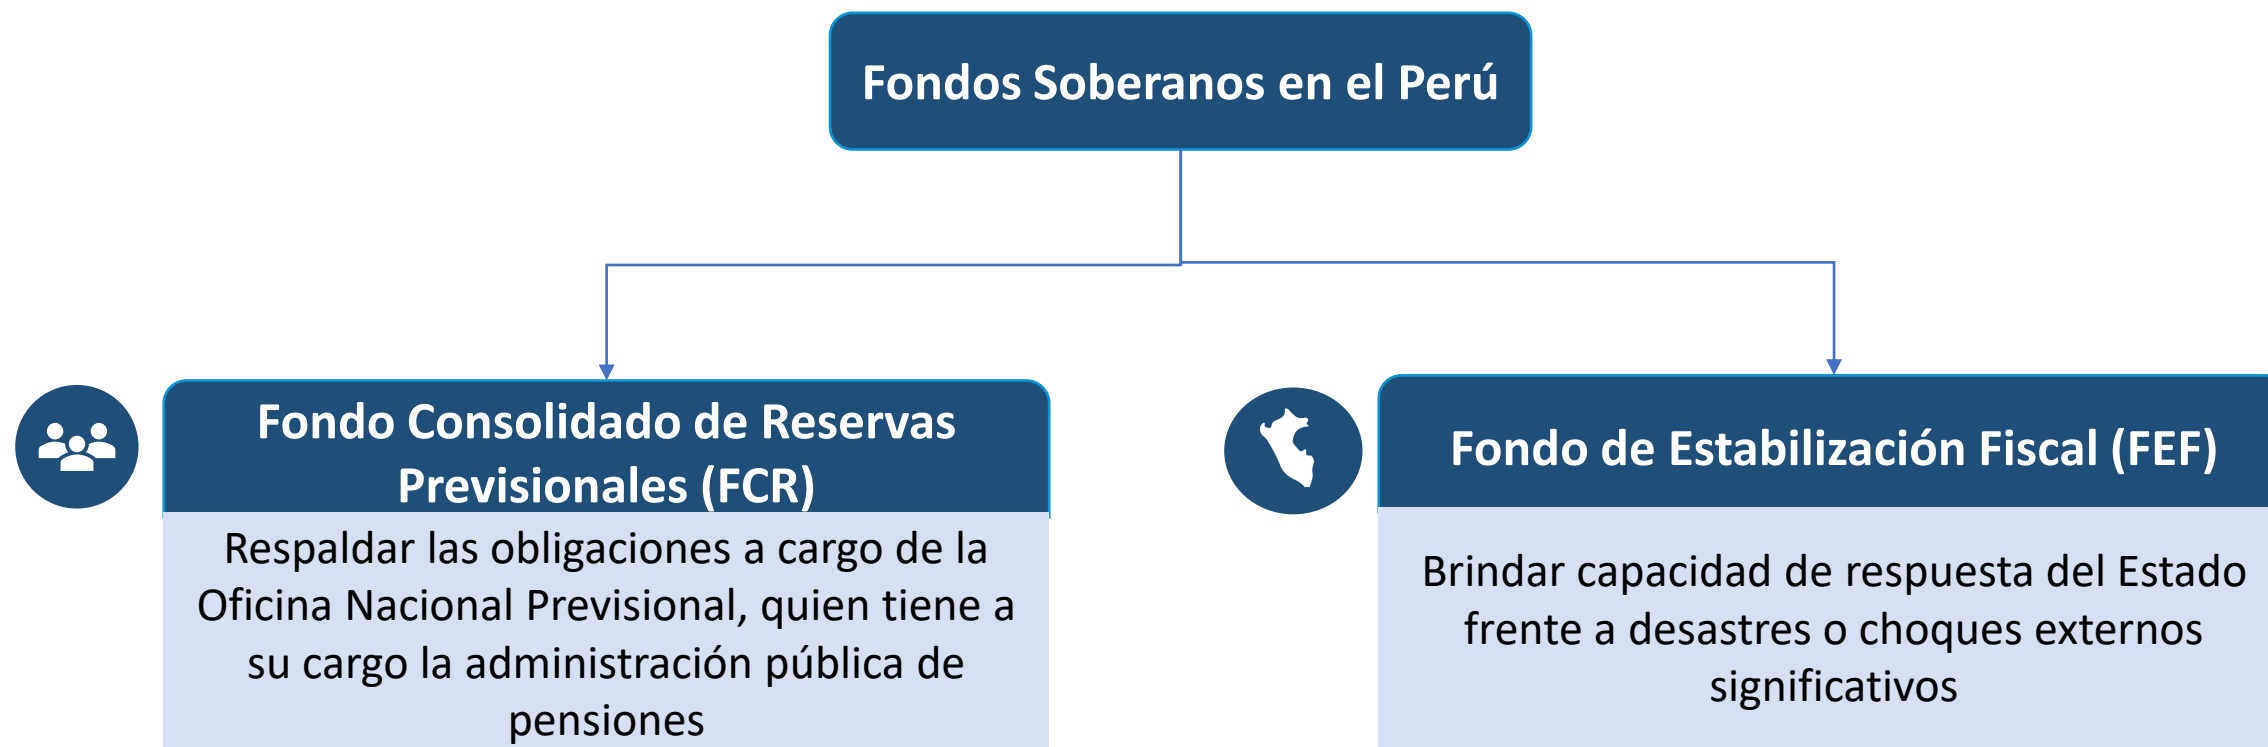 Fondos Soberanos en el Perú
Fondo Consolidado de Reservas
Previsionales (FCR)
Respaldar las obligaciones a cargo de la
Oficina Nacional Previsional, quien tiene a
su cargo la administración pública de
pensiones
Fondo de Estabilización Fiscal (FEF)
Brindar capacidad de respuesta del Estado
frente a desastres o choques externos
significativos